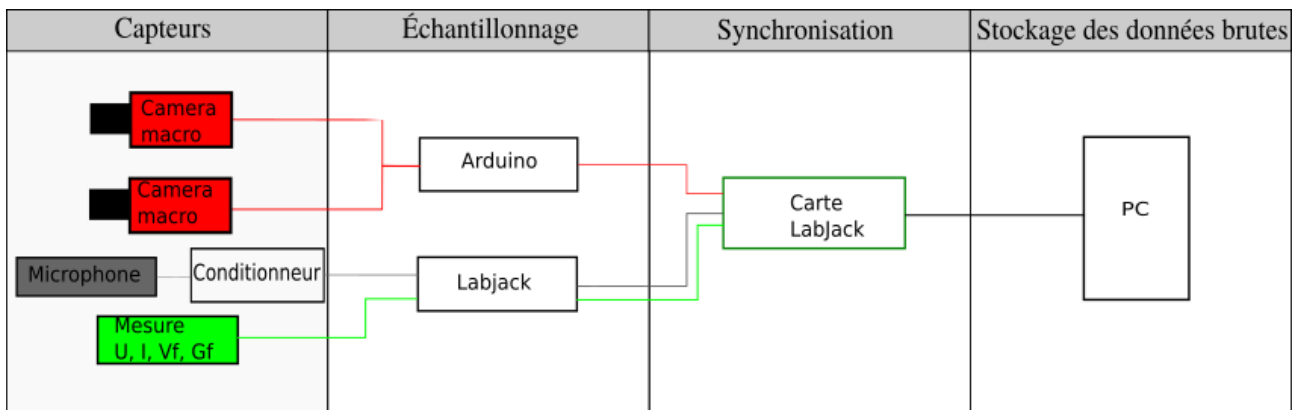 Capteurs
Échantillonnage
Synchronisation
Stockage des données brutes
Camera
macro
Camera
macro
Arduino
Carte
LabJack
PC
Microphone
Conditionneur
Labjack
Mesure
U, I, Vf, Gf